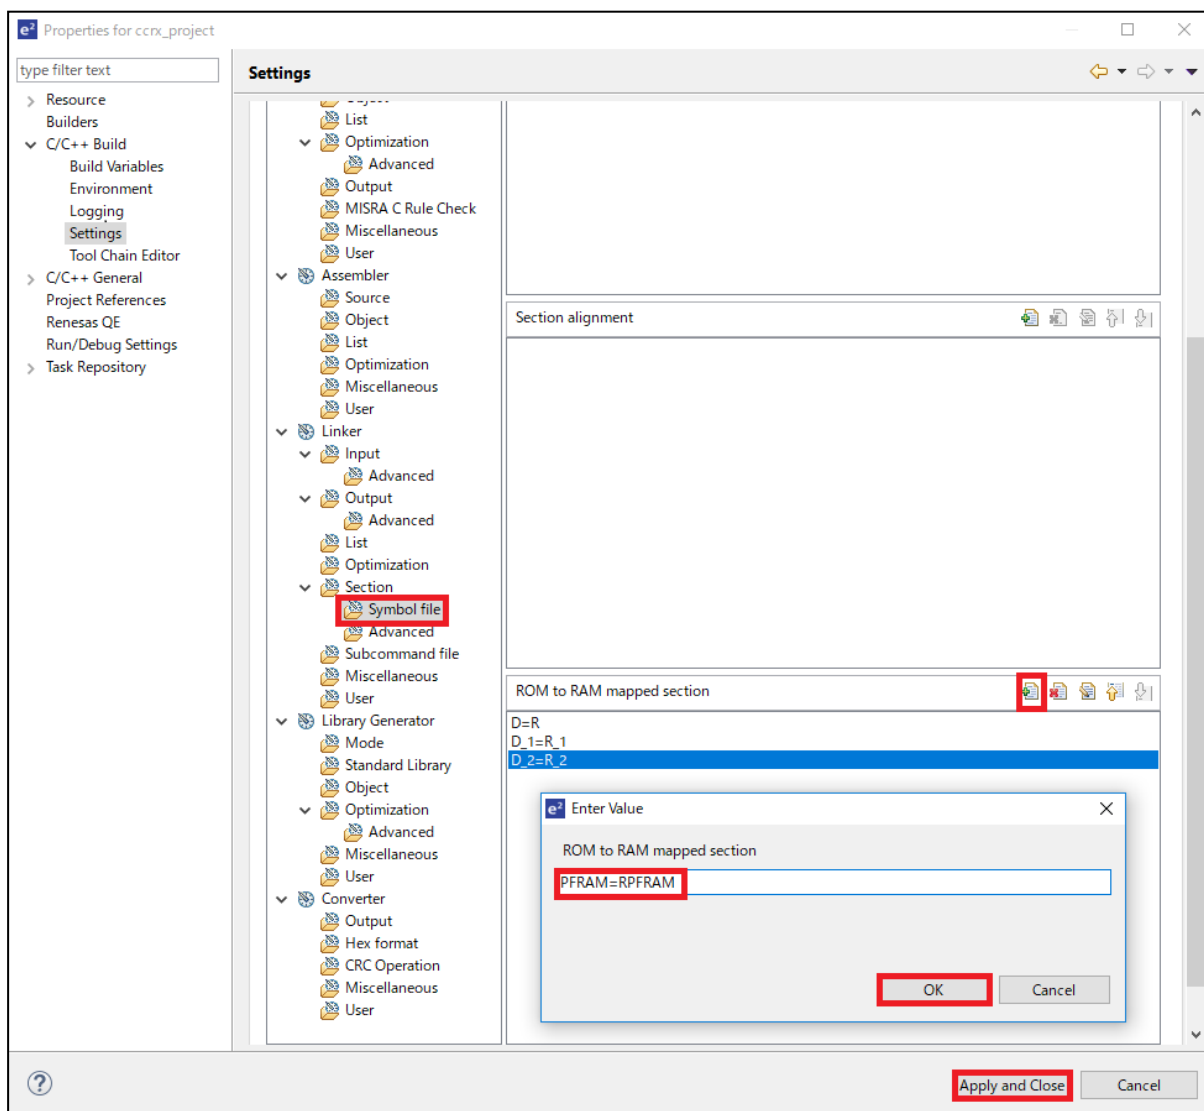 e² Properties for ccrx_project
type filter text
Settings
Resource
Builders
C/C++ Build
Build Variables
Environment
Logging
Settings
Tool Chain Editor
C/C++ General
Project References
Renesas QE
Run/Debug Settings
Task Repository
List
Optimization
Advanced
Output
MISRA C Rule Check
Miscellaneous
User
Assembler
Source
Object
List
Optimization
Miscellaneous
User
Linker
Input
Advanced
Output
Advanced
List
Optimization
Section
Symbol file
Advanced
Subcommand file
Miscellaneous
User
Library Generator
Mode
Standard Library
Object
Optimization
Advanced
Miscellaneous
User
Converter
Output
Hex format
CRC Operation
Miscellaneous
User
Section alignment
ROM to RAM mapped section
D=R
D_1=R_1
D_2=R_2
e² Enter Value
ROM to RAM mapped section
PFRAM=RPFRAM
OK Cancel
? Apply and Close Cancel